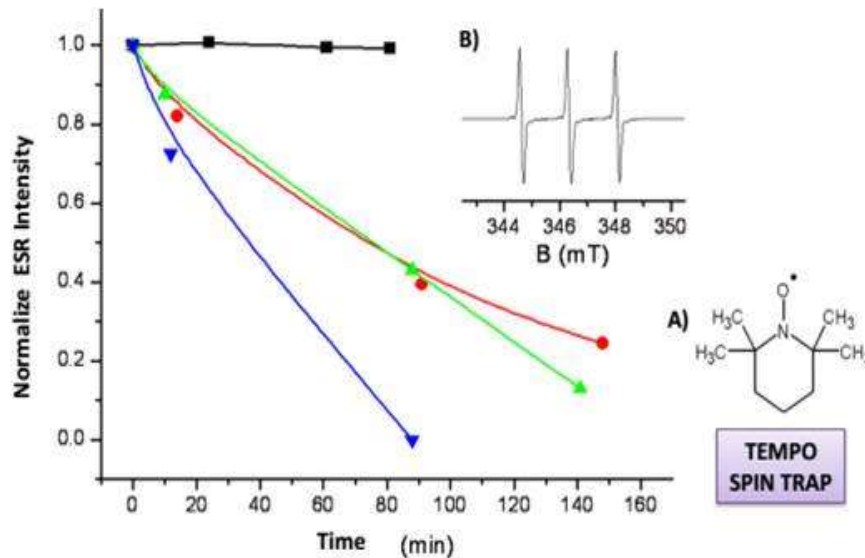 Normalize ESR Intensity
1.0
0.8
0.6
0.4
0.2
0.0
0 20 40 60 80 100 120 140 160
Time (min)
B)
344 346 348 350
B (mT)
A)
O•
N
H₃C
CH₃
H₃C
CH₃
TEMPO
SPIN TRAP